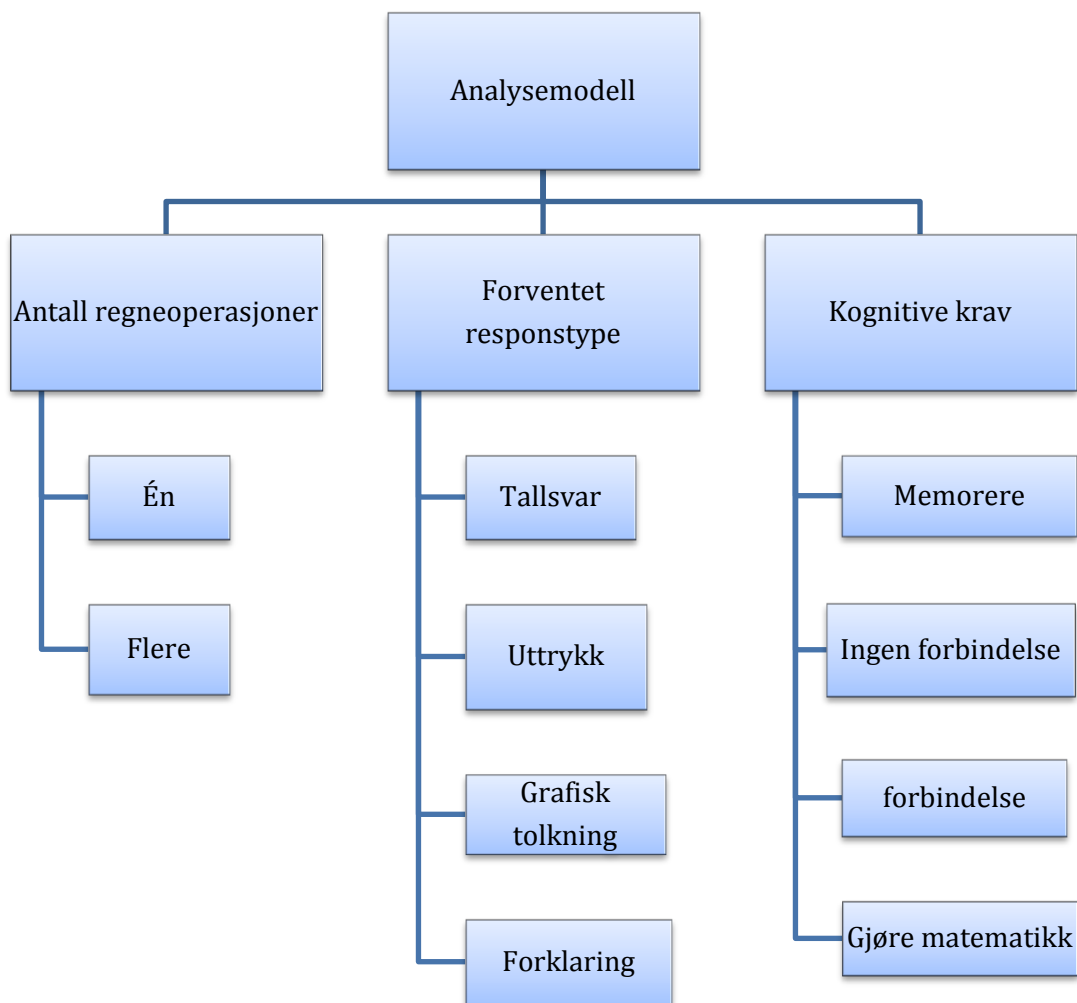 Analysemodell
Antall regneoperasjoner
Én
Flere
Forventet
responstype
Tallsvar
Uttrykk
Grafisk
tolkning
Forklaring
Kognitive krav
Memorere
Ingen forbindelse
forbindelse
Gjøre matematikk